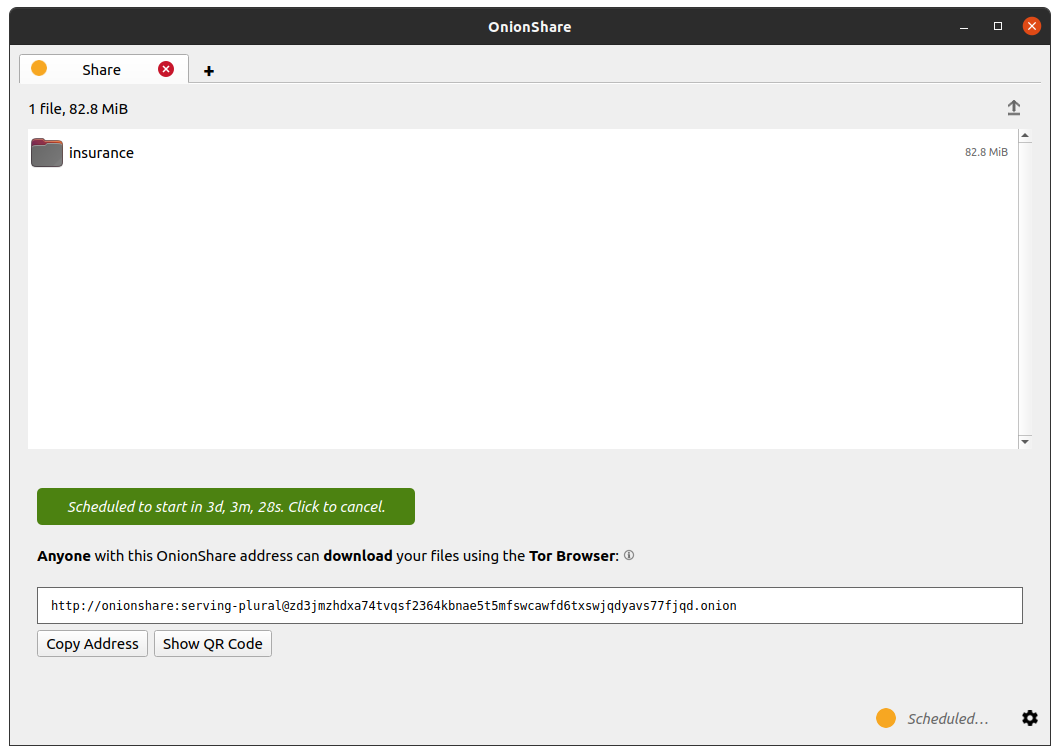 OnionShare
Share
+
1 file, 82.8 MiB
insurance
82.8 MiB
Scheduled to start in 3d, 3m, 28s. Click to cancel.
Anyone with this OnionShare address can download your files using the Tor Browser:
http://onionshare:serving-plural@zd3jmzhdxa74tvqsf2364kbnae5t5mfswcawfd6txswjqdyavs77fjqd.onion
Copy Address
Show QR Code
Scheduled…